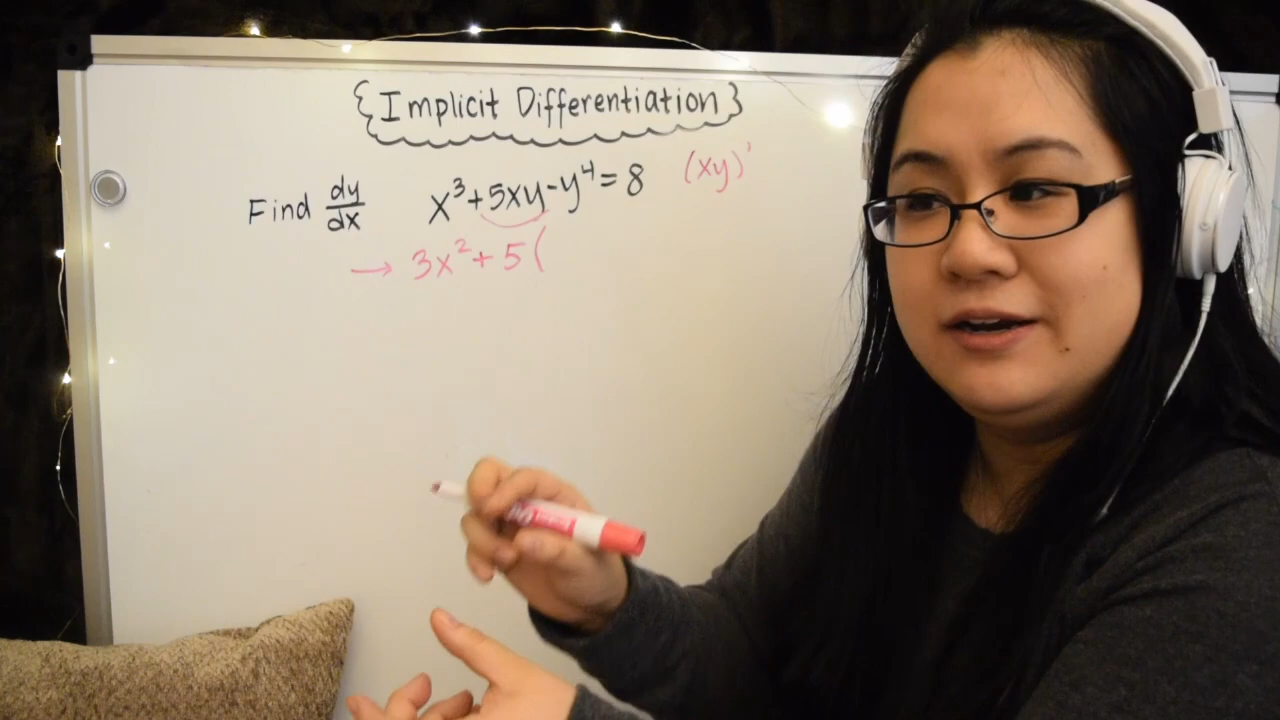 {Implicit Differentiation}
Find dy/dx x³+5xy-y⁴=8 (xy)'
→ 3x²+5(